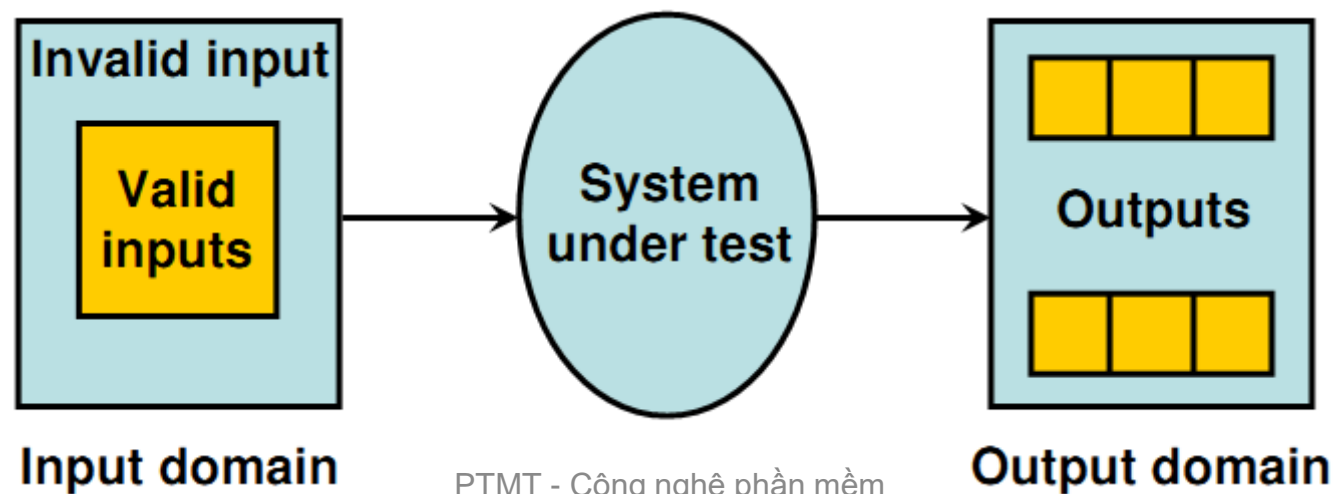 Invalid input
Valid
inputs
System
under test
Outputs
Input domain
PTMT - Công nghệ phần mềm
Output domain